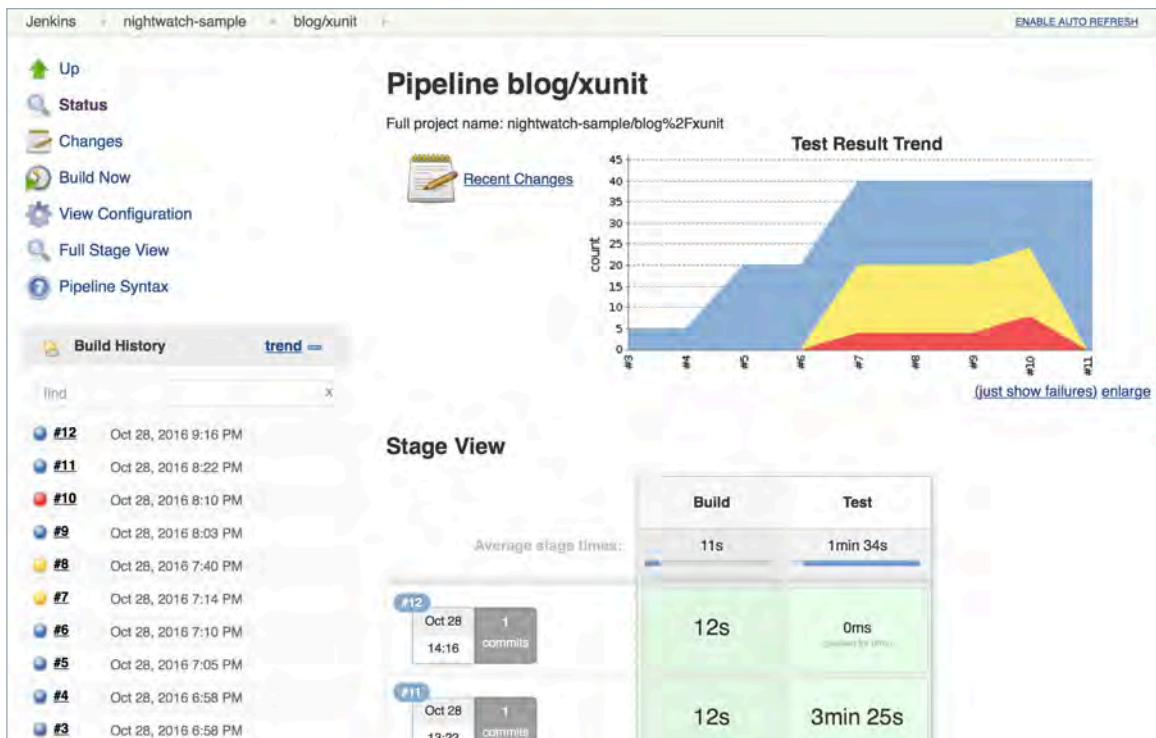 Jenkins nightwatch-sample blog/xunit
ENABLE AUTO REFRESH
Up
Status
Changes
Build Now
View Configuration
Full Stage View
Pipeline Syntax
Build History trend
find x
#12 Oct 28, 2016 9:16 PM
#11 Oct 28, 2016 8:22 PM
#10 Oct 28, 2016 8:10 PM
#9 Oct 28, 2016 8:03 PM
#8 Oct 28, 2016 7:40 PM
#7 Oct 28, 2016 7:14 PM
#6 Oct 28, 2016 7:10 PM
#5 Oct 28, 2016 7:05 PM
#4 Oct 28, 2016 6:58 PM
#3 Oct 28, 2016 6:58 PM
Pipeline blog/xunit
Full project name: nightwatch-sample/blog%2Fxunit
Recent Changes
Test Result Trend
count
45
40
35
30
25
20
15
10
5
0
#3 #4 #5 #6 #7 #8 #9 #10 #11
(just show failures) enlarge
Stage View
Build Test
Average stage times: 11s 1min 34s
#12
Oct 28
14:16
1
commits
12s 0ms
#11
Oct 28
13:22
1
commits
12s 3min 25s